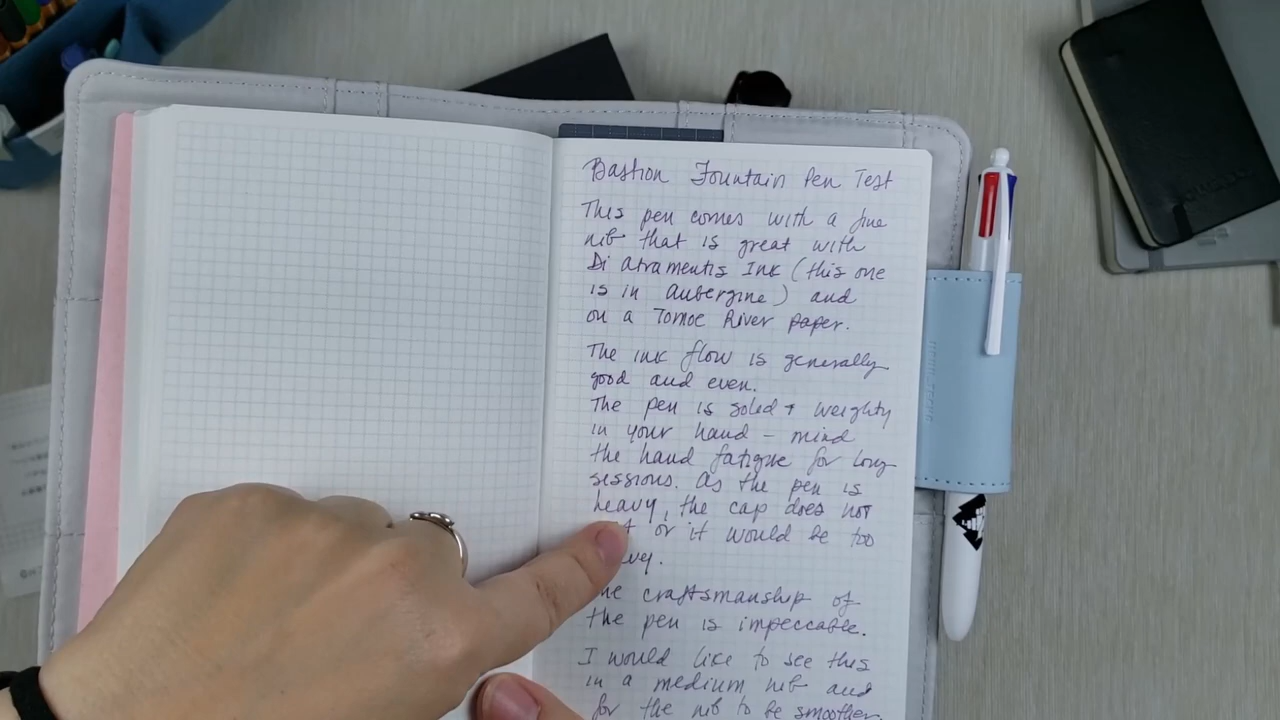 Bastion Fountain Pen Test
This pen comes with a fine
nib that is great with
Di Atramentis Ink (this one
is in Aubergine) and
on a Tomoe River paper.
The ink flow is generally
good and even.
The pen is soled + weighty
in your hand - mind
the hand fatigue for long
sessions. As the pen is
heavy, the cap does not
or it would be too
The craftsmanship of
the pen is impeccable.
I would like to see this
in a medium nib and
for the nib to be smoother.